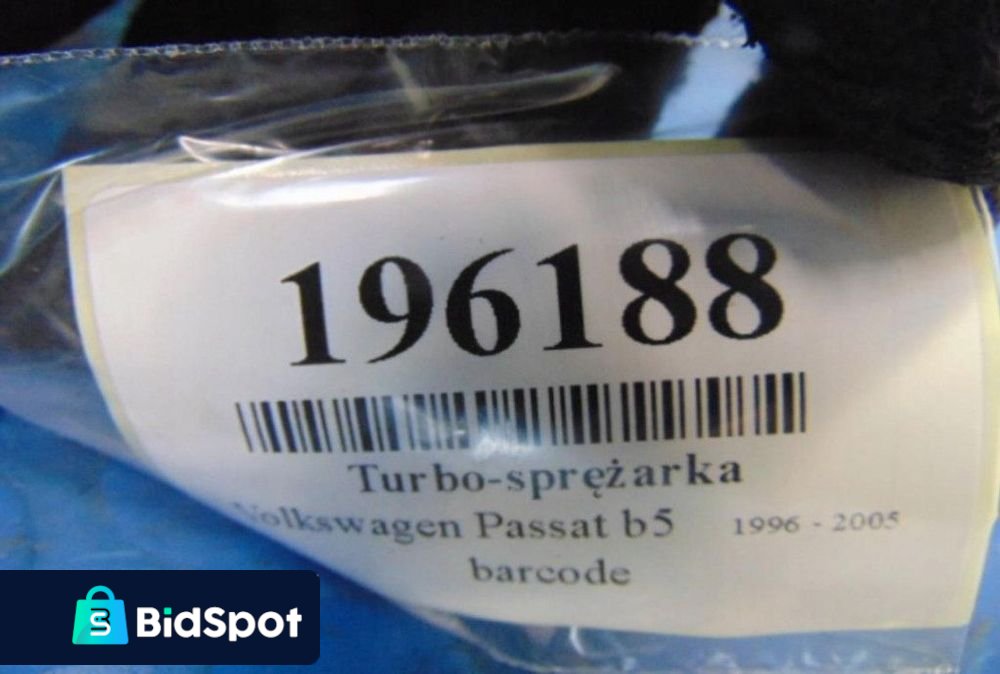 196188
Turbo-sprężarka
Volkswagen Passat b5 1996 - 2005
barcode
BidSpot